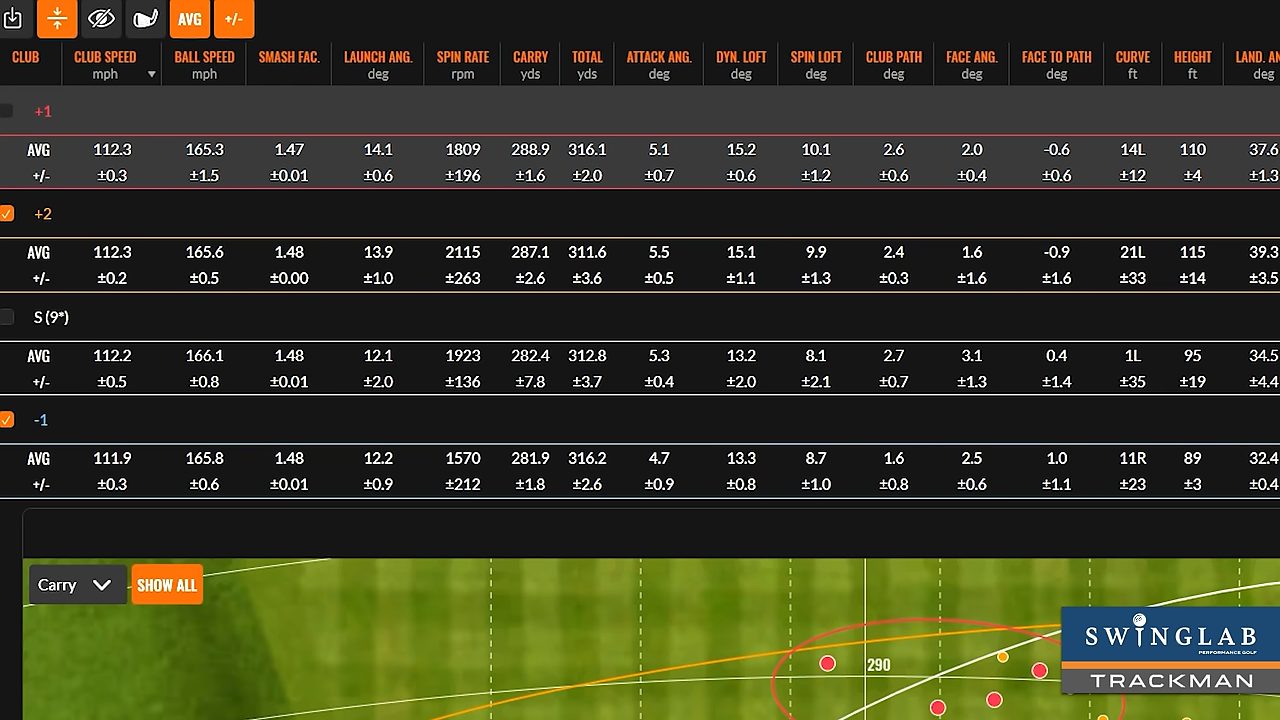 AVG +/-
CLUB CLUB SPEED BALL SPEED SMASH FAC. LAUNCH ANG. SPIN RATE CARRY TOTAL ATTACK ANG. DYN. LOFT SPIN LOFT CLUB PATH FACE ANG. FACE TO PATH CURVE HEIGHT LAND. AN
mph mph deg rpm yds yds deg deg deg deg deg deg ft ft deg
+1
AVG 112.3 165.3 1.47 14.1 1809 288.9 316.1 5.1 15.2 10.1 2.6 2.0 -0.6 14L 110 37.6
+/- ±0.3 ±1.5 ±0.01 ±0.6 ±196 ±1.6 ±2.0 ±0.7 ±0.6 ±1.2 ±0.6 ±0.4 ±0.6 ±12 ±4 ±1.3
+2
AVG 112.3 165.6 1.48 13.9 2115 287.1 311.6 5.5 15.1 9.9 2.4 1.6 -0.9 21L 115 39.3
+/- ±0.2 ±0.5 ±0.00 ±1.0 ±263 ±2.6 ±3.6 ±0.5 ±1.1 ±1.3 ±0.3 ±1.6 ±1.6 ±33 ±14 ±3.5
S (9*)
AVG 112.2 166.1 1.48 12.1 1923 282.4 312.8 5.3 13.2 8.1 2.7 3.1 0.4 1L 95 34.5
+/- ±0.5 ±0.8 ±0.01 ±2.0 ±136 ±7.8 ±3.7 ±0.4 ±2.0 ±2.1 ±0.7 ±1.3 ±1.4 ±35 ±19 ±4.4
-1
AVG 111.9 165.8 1.48 12.2 1570 281.9 316.2 4.7 13.3 8.7 1.6 2.5 1.0 11R 89 32.4
+/- ±0.3 ±0.6 ±0.01 ±0.9 ±212 ±1.8 ±2.6 ±0.9 ±0.8 ±1.0 ±0.8 ±0.6 ±1.1 ±23 ±3 ±0.4
Carry SHOW ALL
290
SWINGLAB
PERFORMANCE GOLF
TRACKMAN